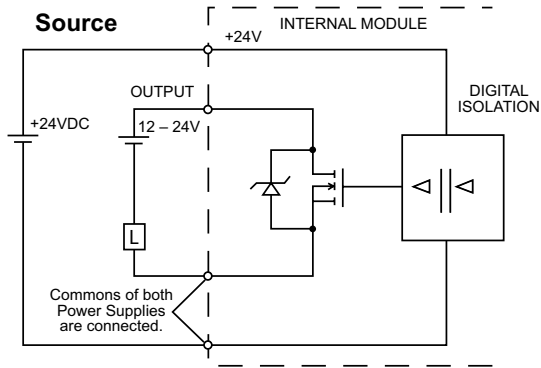 Source
INTERNAL MODULE
+24V
OUTPUT
DIGITAL
ISOLATION
+24VDC
12 – 24V
L
Commons of both
Power Supplies
are connected.